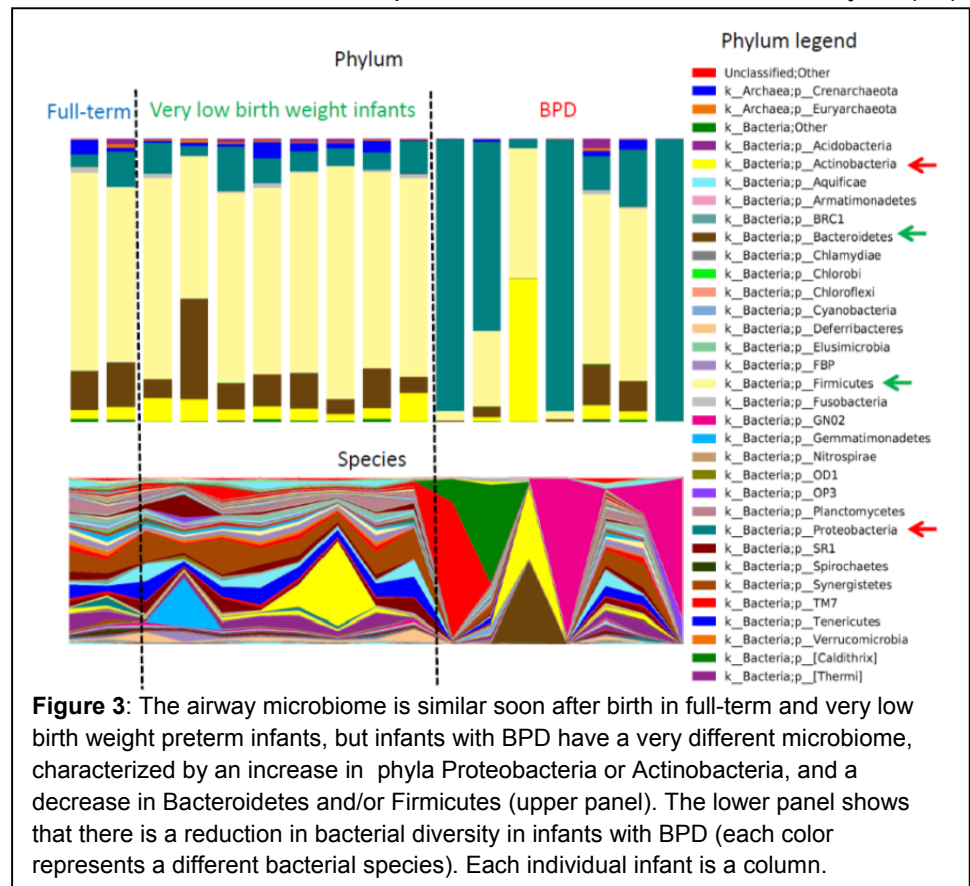 Phylum
Phylum legend
Full-term
Very low birth weight infants
BPD
Unclassified;Other
k__Archaea;p__Crenarchaeota
k__Archaea;p__Euryarchaeota
k__Bacteria;Other
k__Bacteria;p__Acidobacteria
k__Bacteria;p__Actinobacteria
k__Bacteria;p__Aquificae
k__Bacteria;p__Armatimonadetes
k__Bacteria;p__BRC1
k__Bacteria;p__Bacteroidetes
k__Bacteria;p__Chlamydiae
k__Bacteria;p__Chlorobi
k__Bacteria;p__Chloroflexi
k__Bacteria;p__Cyanobacteria
k__Bacteria;p__Deferribacteres
k__Bacteria;p__Elusimicrobia
k__Bacteria;p__FBP
k__Bacteria;p__Firmicutes
k__Bacteria;p__Fusobacteria
k__Bacteria;p__GN02
k__Bacteria;p__Gemmatimonadetes
k__Bacteria;p__Nitrospirae
k__Bacteria;p__OD1
k__Bacteria;p__OP3
k__Bacteria;p__Planctomycetes
k__Bacteria;p__Proteobacteria
k__Bacteria;p__SR1
k__Bacteria;p__Spirochaetes
k__Bacteria;p__Synergistetes
k__Bacteria;p__TM7
k__Bacteria;p__Tenericutes
k__Bacteria;p__Verrucomicrobia
k__Bacteria;p__[Caldithrix]
k__Bacteria;p__[Thermi]
Species
Figure 3: The airway microbiome is similar soon after birth in full-term and very low
birth weight preterm infants, but infants with BPD have a very different microbiome,
characterized by an increase in phyla Proteobacteria or Actinobacteria, and a
decrease in Bacteroidetes and/or Firmicutes (upper panel). The lower panel shows
that there is a reduction in bacterial diversity in infants with BPD (each color
represents a different bacterial species). Each individual infant is a column.